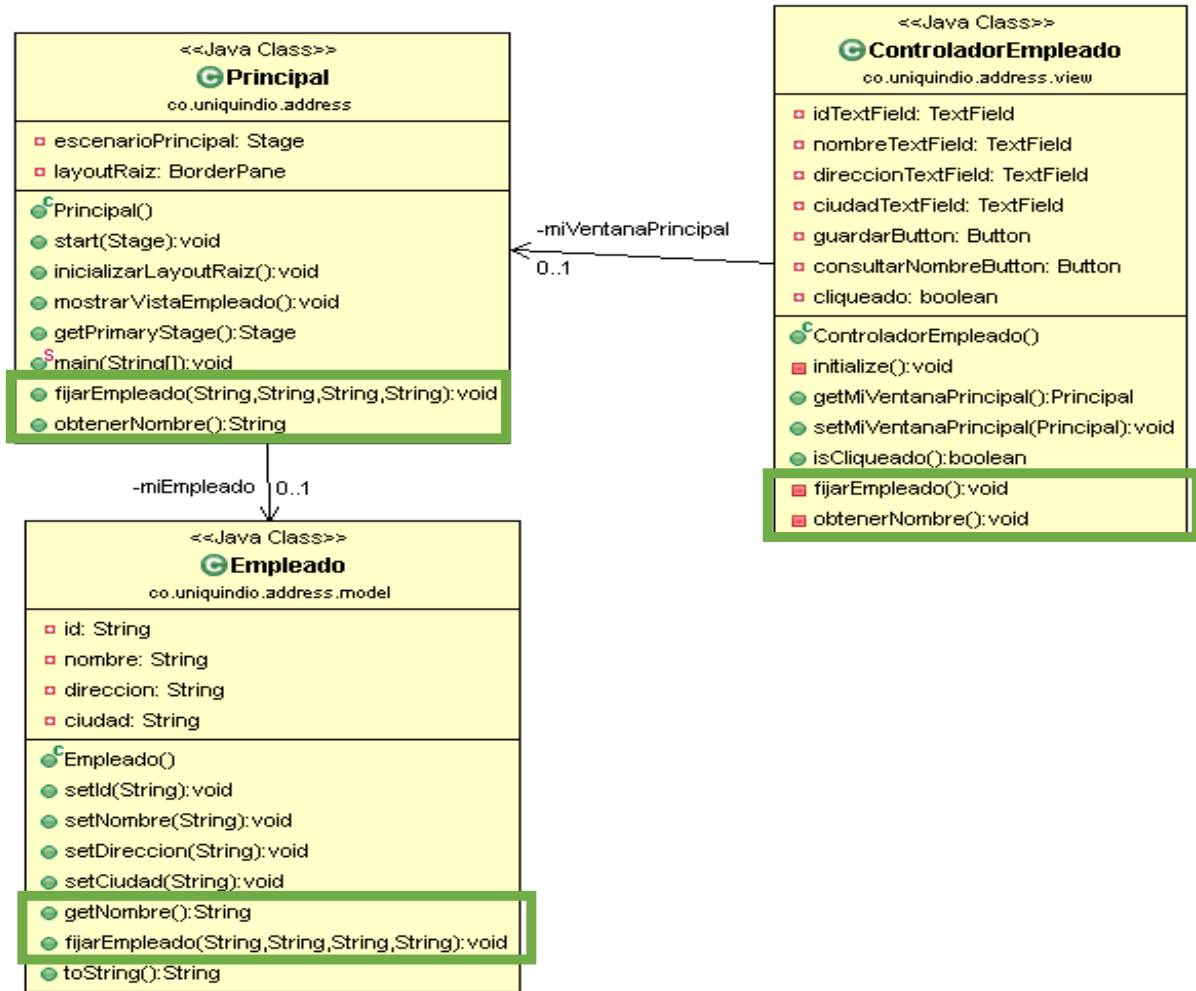 <<Java Class>>
Principal
co.uniquindio.address
escenarioPrincipal: Stage
layoutRaiz: BorderPane
Principal()
start(Stage):void
inicializarLayoutRaiz():void
mostrarVistaEmpleado():void
getPrimaryStage():Stage
main(String[]):void
fijarEmpleado(String,String,String,String):void
obtenerNombre():String
-miVentanaPrincipal
0..1
<<Java Class>>
ControladorEmpleado
co.uniquindio.address.view
idTextField: TextField
nombreTextField: TextField
direccionTextField: TextField
ciudadTextField: TextField
guardarButton: Button
consultarNombreButton: Button
cliqueado: boolean
ControladorEmpleado()
initialize():void
getMiVentanaPrincipal():Principal
setMiVentanaPrincipal(Principal):void
isCliqueado():boolean
fijarEmpleado():void
obtenerNombre():void
-miEmpleado 0..1
<<Java Class>>
Empleado
co.uniquindio.address.model
id: String
nombre: String
direccion: String
ciudad: String
Empleado()
setId(String):void
setNombre(String):void
setDireccion(String):void
setCiudad(String):void
getNombre():String
fijarEmpleado(String,String,String,String):void
toString():String